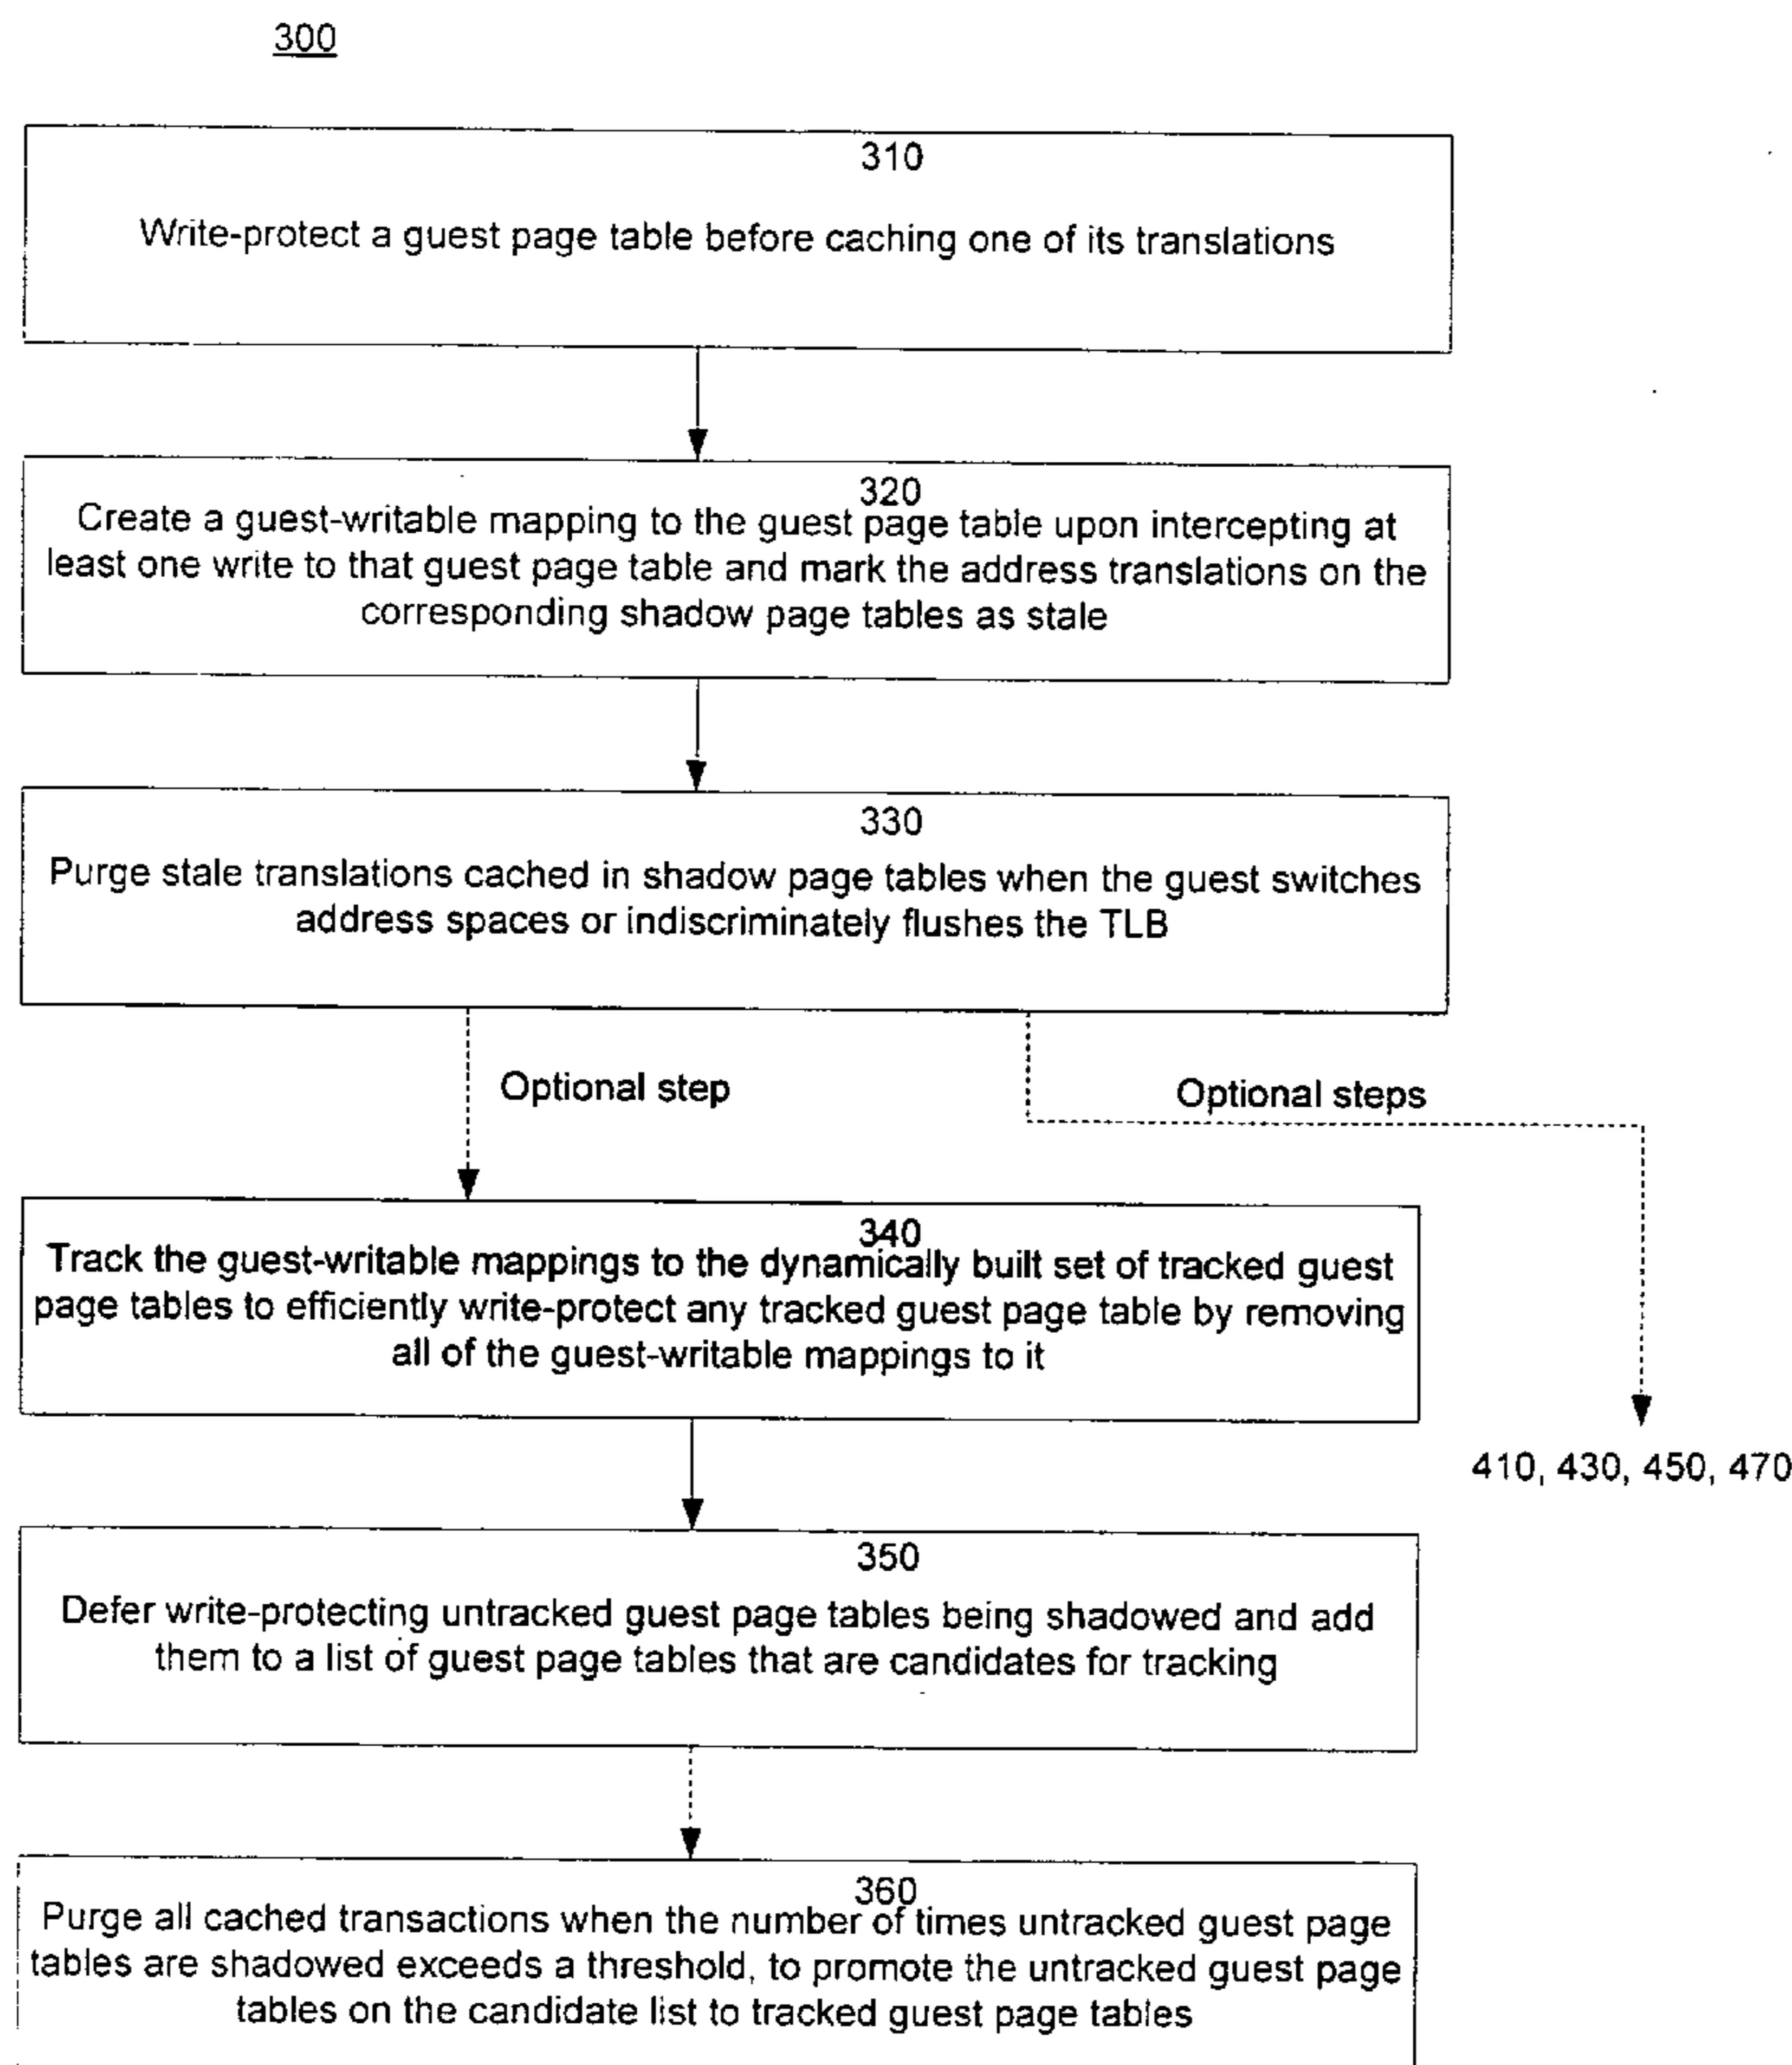 300
310
Write-protect a guest page table before caching one of its translations
320
Create a guest-writable mapping to the guest page table upon intercepting at
least one write to that guest page table and mark the address translations on the
corresponding shadow page tables as stale
330
Purge stale translations cached in shadow page tables when the guest switches
address spaces or indiscriminately flushes the TLB
Optional step
Optional steps
340
Track the guest-writable mappings to the dynamically built set of tracked guest
page tables to efficiently write-protect any tracked guest page table by removing
all of the guest-writable mappings to it
410, 430, 450, 470
350
Defer write-protecting untracked guest page tables being shadowed and add
them to a list of guest page tables that are candidates for tracking
360
Purge all cached transactions when the number of times untracked guest page
tables are shadowed exceeds a threshold, to promote the untracked guest page
tables on the candidate list to tracked guest page tables